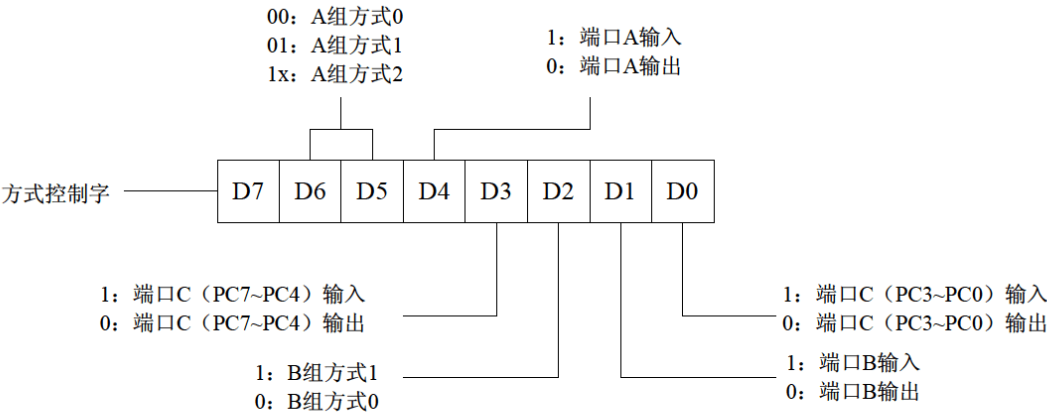 00：A组方式0
01：A组方式1
1x：A组方式2
1：端口A输入
0：端口A输出
方式控制字
D7 D6 D5 D4 D3 D2 D1 D0
1：端口C（PC7~PC4）输入
0：端口C（PC7~PC4）输出
1：端口C（PC3~PC0）输入
0：端口C（PC3~PC0）输出
1：B组方式1
0：B组方式0
1：端口B输入
0：端口B输出